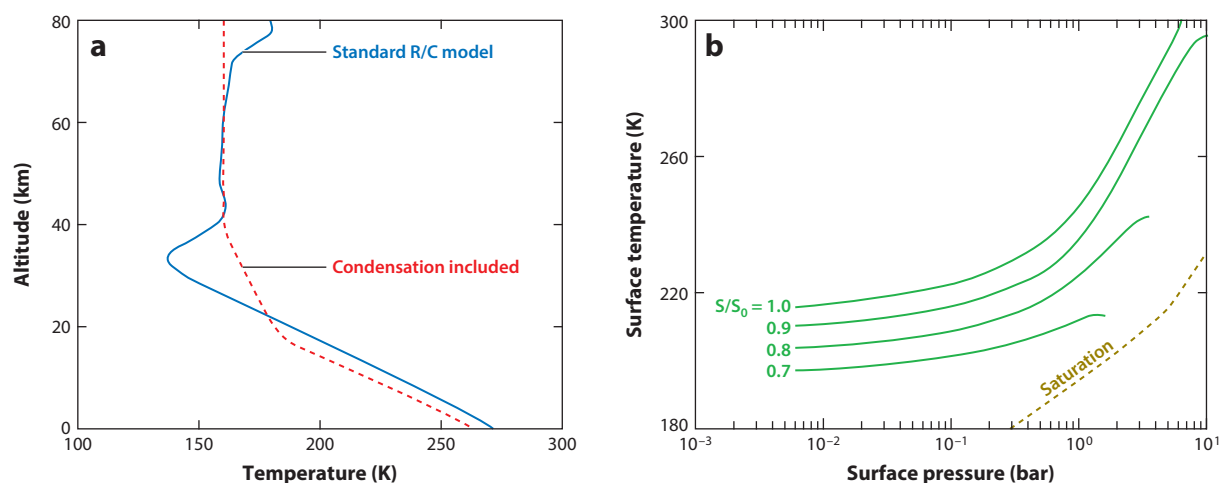 a
Standard R/C model
Condensation included
80
60
40
20
0
Altitude (km)
100
150
200
250
300
Temperature (K)
b
300
260
220
180
Surface temperature (K)
S/S₀ = 1.0
0.9
0.8
0.7
Saturation
10⁻³
10⁻²
10⁻¹
10⁰
10¹
Surface pressure (bar)